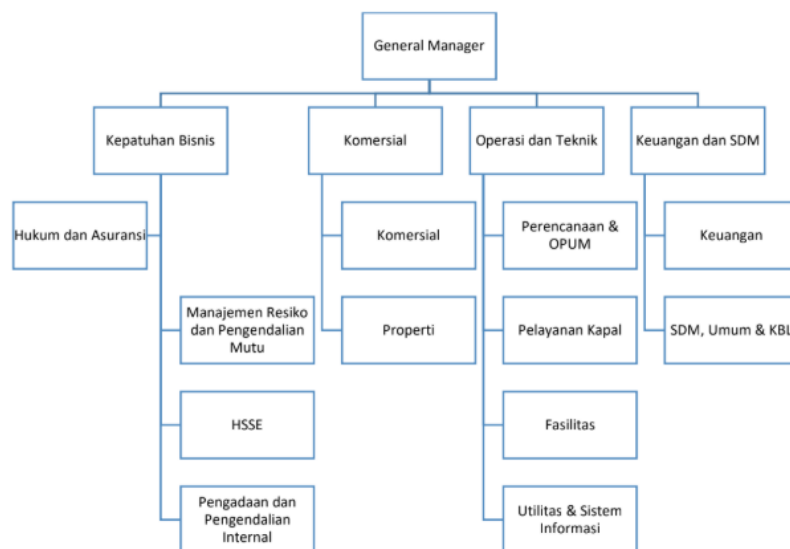 General Manager
Kepatuhan Bisnis
Komersial
Operasi dan Teknik
Keuangan dan SDM
Hukum dan Asuransi
Komersial
Perencanaan &
OPUM
Keuangan
Manajemen Resiko
dan Pengendalian
Mutu
Properti
Pelayanan Kapal
SDM, Umum & KBL
HSSE
Fasilitas
Pengadaan dan
Pengendalian
Internal
Utilitas & Sistem
Informasi